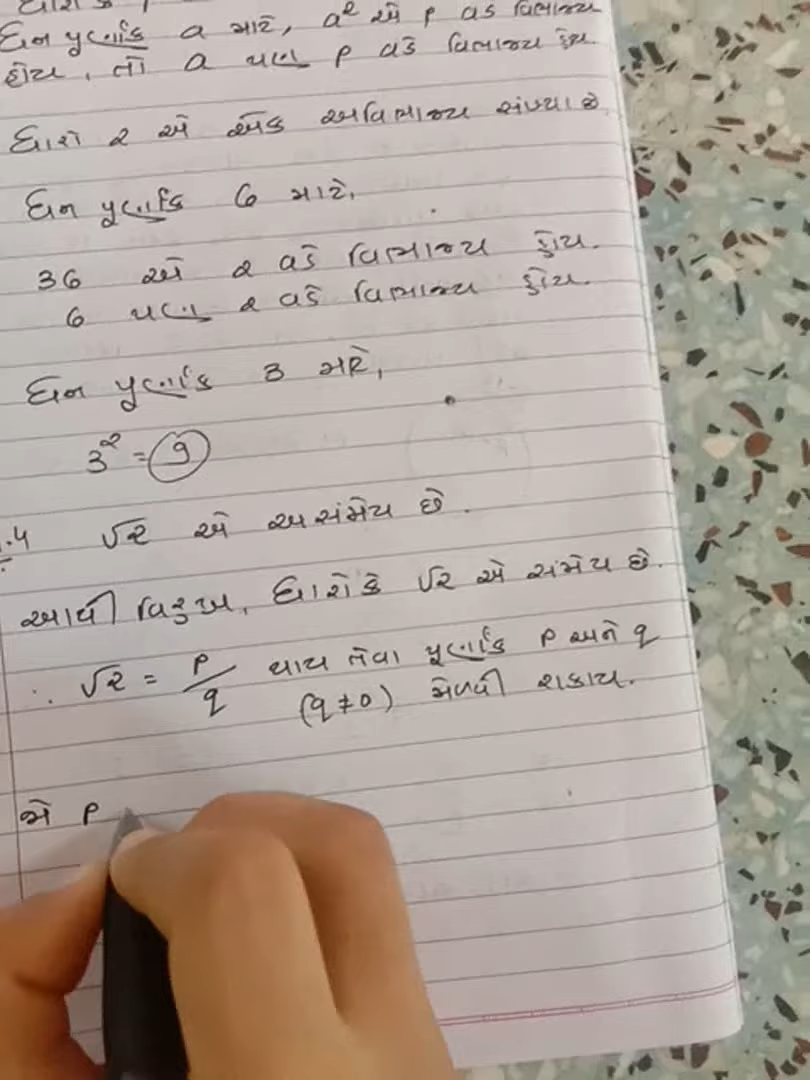 ધારો કે
ધન પૂર્ણાંક a માટે, a² એ p વડે વિભાજ્ય
હોય, તો a પણ p વડે વિભાજ્ય હોય.
ધારો 2 એ એક અવિભાજ્ય સંખ્યા છે.
ધન પૂર્ણાંક 6 માટે,
36 એ 2 વડે વિભાજ્ય હોય.
6 પણ 2 વડે વિભાજ્ય હોય.
ધન પૂર્ણાંક 3 માટે,
3² = 9
.4 √2 એ અસંમેય છે.
આથી વિરુદ્ધ, ધારો કે √2 એ સંમેય છે.
∴ √2 = p/q થાય તેવા પૂર્ણાંક p અને q
(q ≠ 0) મેળવી શકાય.
જો p